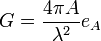 G = \frac{4\pi A}{\lambda^2} e_A